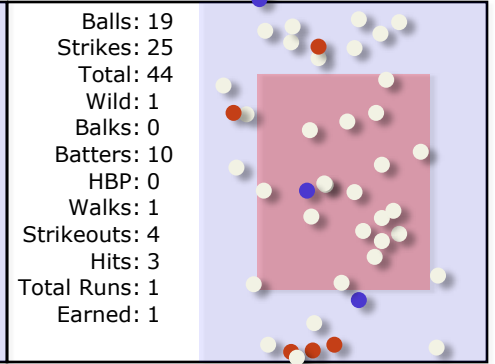 Balls: 19
Strikes: 25
Total: 44
Wild: 1
Balks: 0
Batters: 10
HBP: 0
Walks: 1
Strikeouts: 4
Hits: 3
Total Runs: 1
Earned: 1